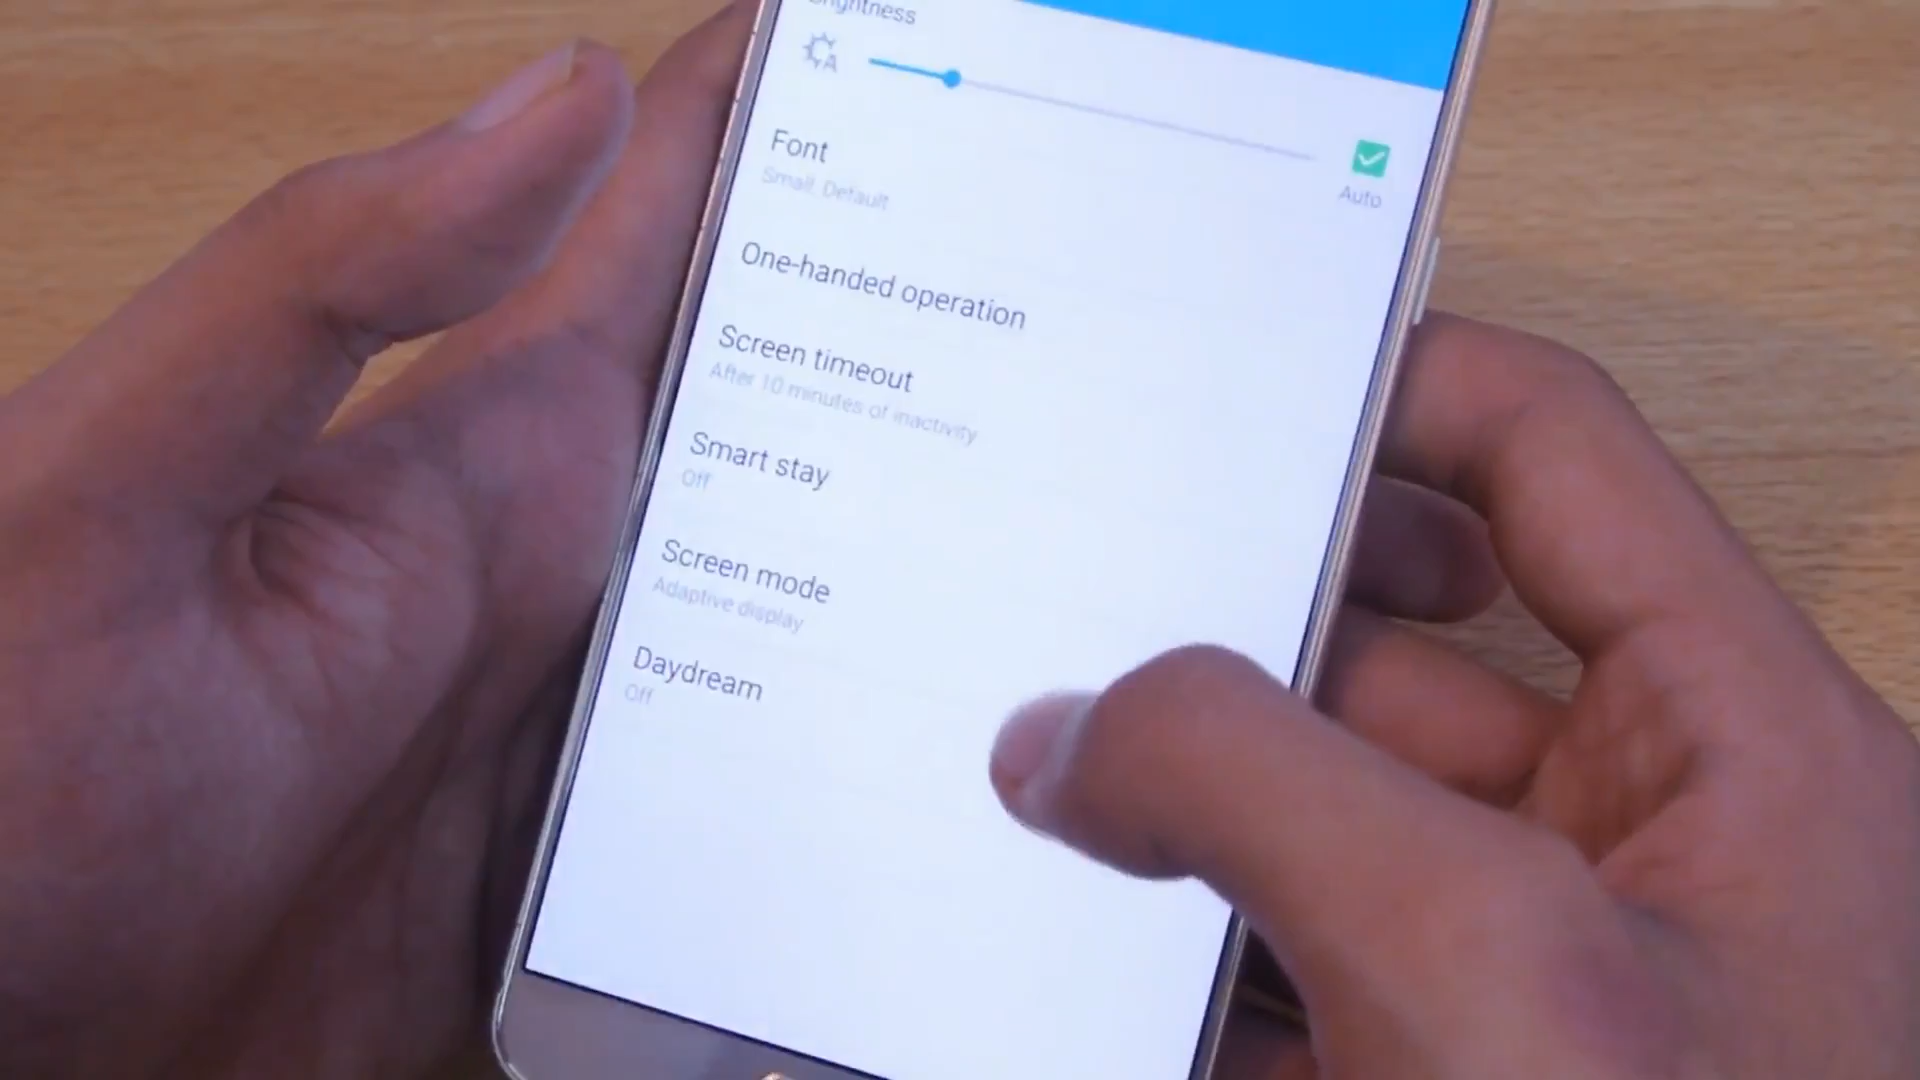 Brightness
A
Auto
Font
Small, Default
One-handed operation
Screen timeout
After 10 minutes of inactivity
Smart stay
Off
Screen mode
Adaptive display
Daydream
Off